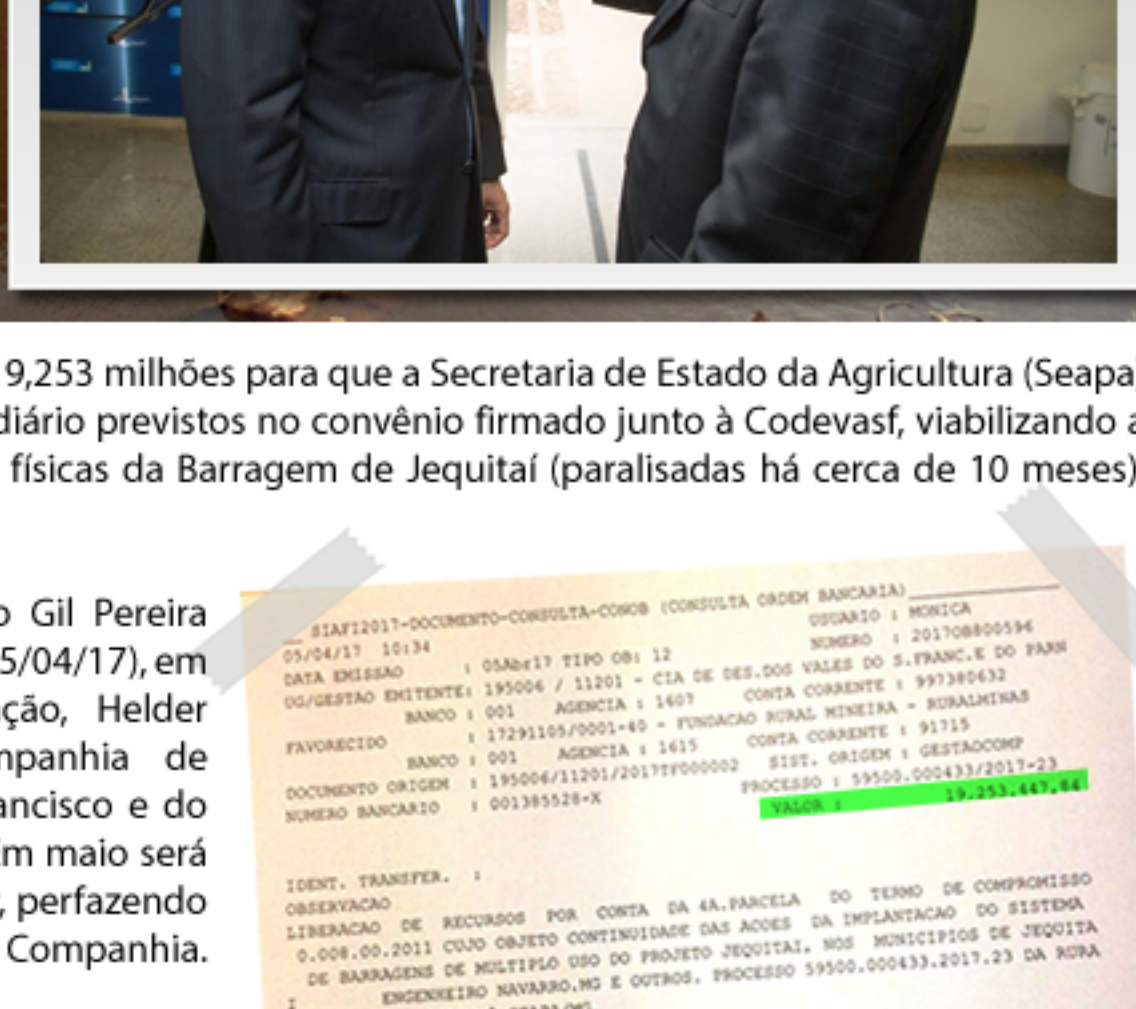 9,253 milhões para que a Secretaria de Estado da Agricultura (Seapa)
diário previstos no convênio firmado junto à Codevasf, viabilizando a
físicas da Barragem de Jequitaí (paralisadas há cerca de 10 meses)
o Gil Pereira
5/04/17), em
ação, Helder
mpanhia de
ancisco e do
Em maio será
, perfazendo
Companhia.
__ SIAFI2017-DOCUMENTO-CONSULTA-CONOB (CONSULTA ORDEM BANCARIA)
05/04/17 10:34 USUARIO : MONICA
DATA EMISSAO : 05Abr17 TIPO OB: 12 NUMERO : 2017OB800596
UG/GESTAO EMITENTE: 195006 / 11201 - CIA DE DES.DOS VALES DO S.FRANC.E DO PARN
BANCO : 001 AGENCIA : 1607 CONTA CORRENTE : 997380632
FAVORECIDO : 17291105/0001-40 - FUNDACAO RURAL MINEIRA - RURALMINAS
BANCO : 001 AGENCIA : 1615 CONTA CORRENTE : 91715
DOCUMENTO ORIGEM : 195006/11201/2017TF000002 SIST. ORIGEM : GESTAOCOMP
NUMERO BANCARIO : 001385528-X PROCESSO : 59500.000433/2017-23
VALOR : 19.253.447,84
IDENT. TRANSFER. :
OBSERVACAO
LIBERACAO DE RECURSOS POR CONTA DA 4A.PARCELA DO TERMO DE COMPROMISSO
0.008.00.2011 CUJO OBJETO CONTINUIDADE DAS ACOES DA IMPLANTACAO DO SISTEMA
DE BARRAGENS DE MULTIPLO USO DO PROJETO JEQUITAI, NOS MUNICIPIOS DE JEQUITA
I ENGENHEIRO NAVARRO,MG E OUTROS. PROCESSO 59500.000433.2017.23 DA RURA